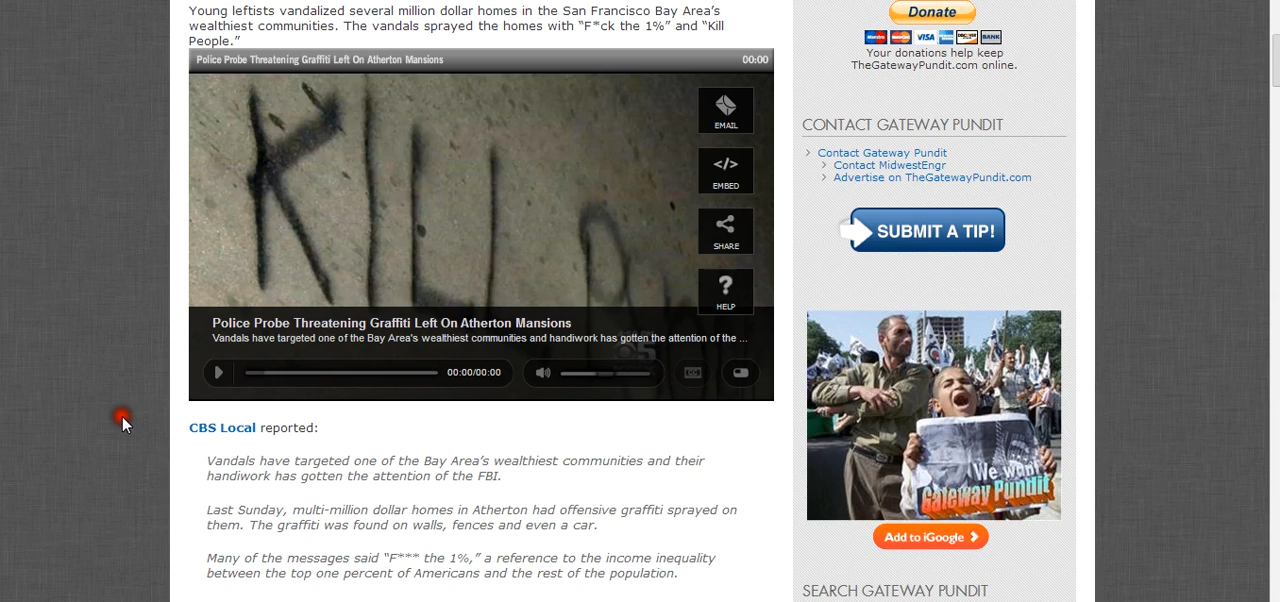 Young leftists vandalized several million dollar homes in the San Francisco Bay Area’s
wealthiest communities. The vandals sprayed the homes with “F*ck the 1%” and “Kill
People.”
Police Probe Threatening Graffiti Left On Atherton Mansions
00:00
KILL
EMAIL
</>
EMBED
SHARE
?
HELP
Police Probe Threatening Graffiti Left On Atherton Mansions
Vandals have targeted one of the Bay Area's wealthiest communities and handiwork has gotten the attention of the ...
00:00/00:00
CC
CBS Local reported:
Vandals have targeted one of the Bay Area’s wealthiest communities and their
handiwork has gotten the attention of the FBI.
Last Sunday, multi-million dollar homes in Atherton had offensive graffiti sprayed on
them. The graffiti was found on walls, fences and even a car.
Many of the messages said “F*** the 1%,” a reference to the income inequality
between the top one percent of Americans and the rest of the population.
Donate
VISA
BANK
Your donations help keep
TheGatewayPundit.com online.
CONTACT GATEWAY PUNDIT
Contact Gateway Pundit
Contact MidwestEngr
Advertise on TheGatewayPundit.com
SUBMIT A TIP!
We want
Gateway Pundit
Add to iGoogle
SEARCH GATEWAY PUNDIT